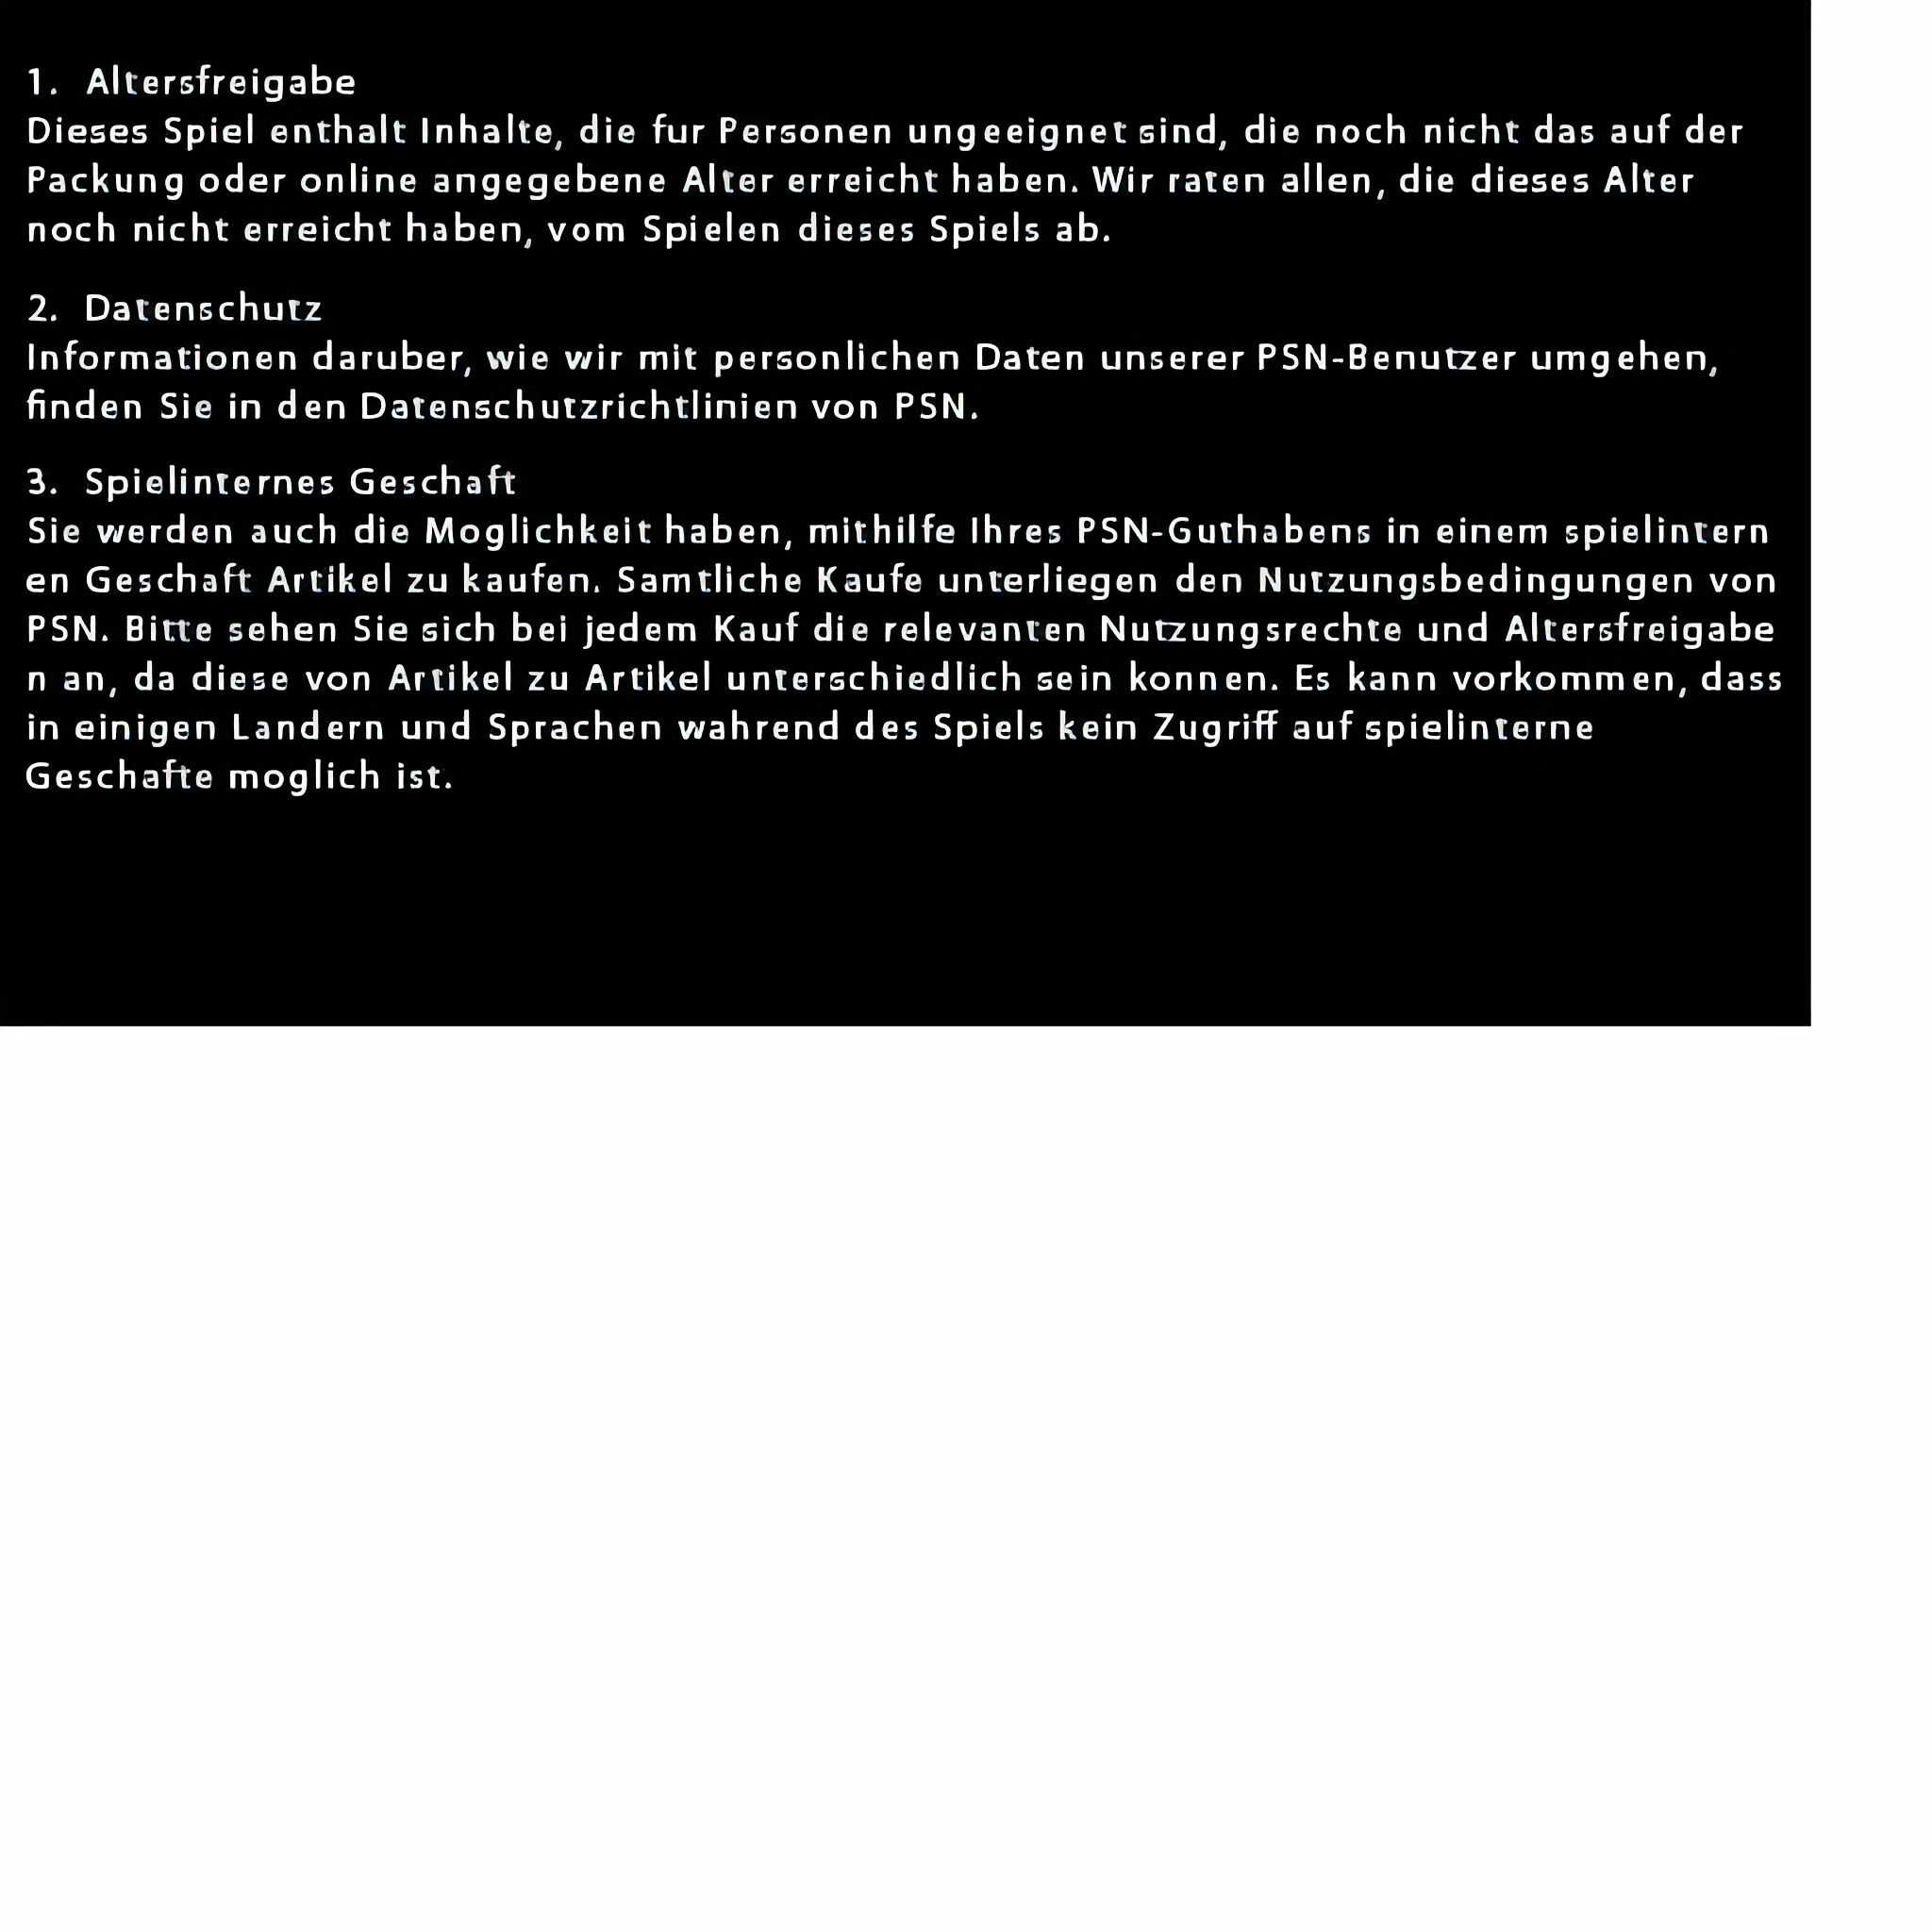 1. Altersfreigabe
Dieses Spiel enthalt Inhalte, die fur Personen ungeeignet sind, die noch nicht das auf der
Packung oder online angegebene Alter erreicht haben. Wir raten allen, die dieses Alter
noch nicht erreicht haben, vom Spielen dieses Spiels ab.
2. Datenschutz
Informationen daruber, wie wir mit personlichen Daten unserer PSN-Benutzer umgehen,
finden Sie in den Datenschutzrichtlinien von PSN.
3. Spielinternes Geschaft
Sie werden auch die Moglichkeit haben, mithilfe Ihres PSN-Guthabens in einem spielintern
en Geschaft Artikel zu kaufen. Samtliche Kaufe unterliegen den Nutzungsbedingungen von
PSN. Bitte sehen Sie sich bei jedem Kauf die relevanten Nutzungsrechte und Altersfreigabe
n an, da diese von Artikel zu Artikel unterschiedlich sein konnen. Es kann vorkommen, dass
in einigen Landern und Sprachen wahrend des Spiels kein Zugriff auf spielinterne
Geschafte moglich ist.